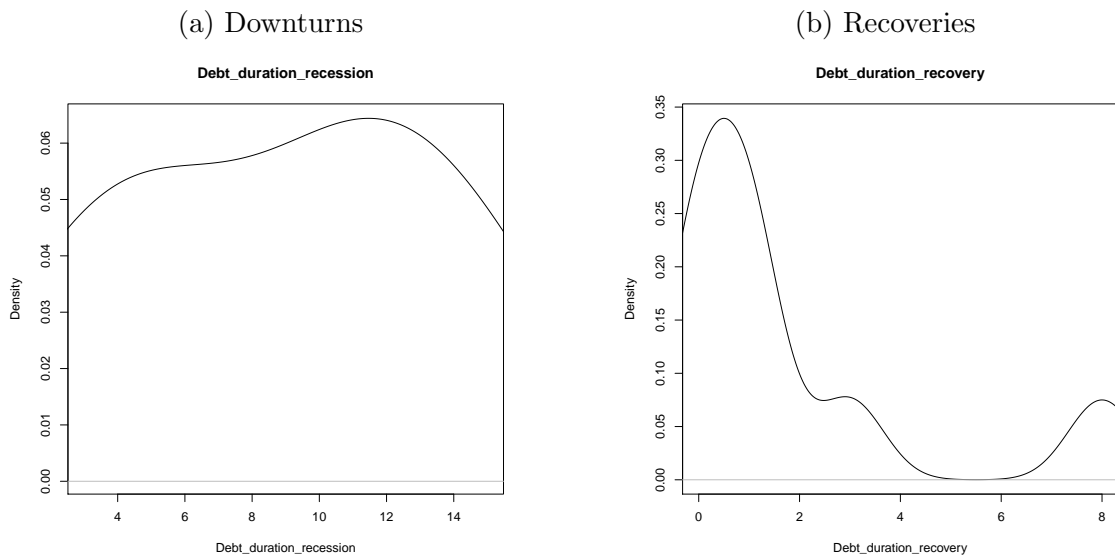 (a) Downturns
Debt_duration_recession
Density
0.00 0.01 0.02 0.03 0.04 0.05 0.06
4 6 8 10 12 14
Debt_duration_recession
(b) Recoveries
Debt_duration_recovery
Density
0.00 0.05 0.10 0.15 0.20 0.25 0.30 0.35
0 2 4 6 8
Debt_duration_recovery